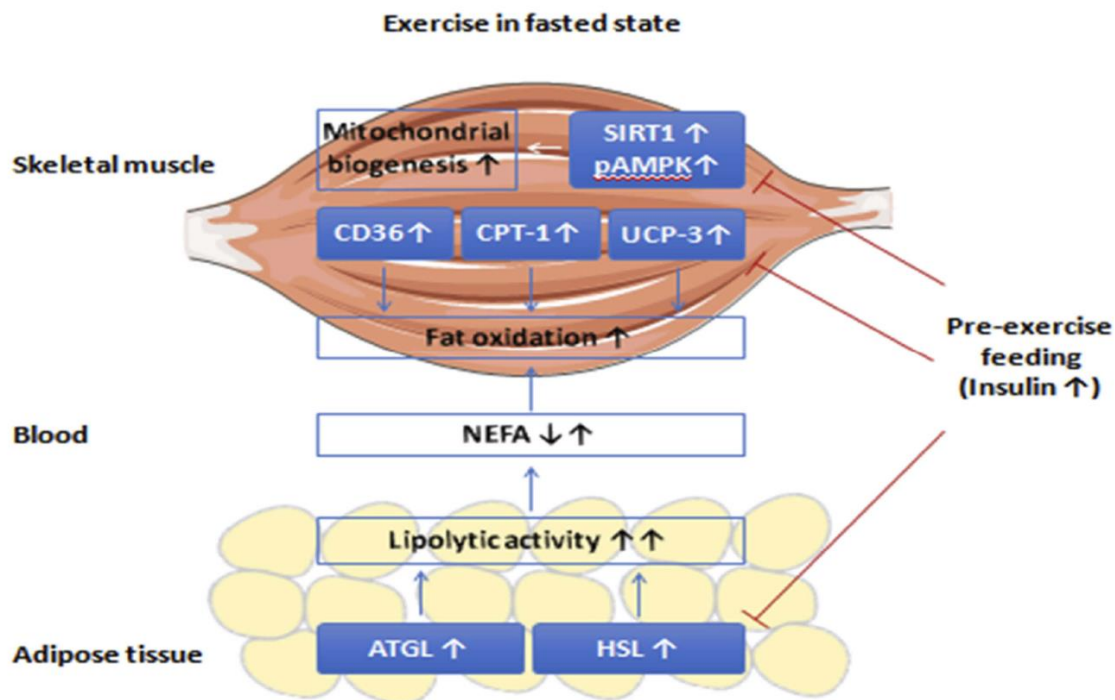 Exercise in fasted state
Skeletal muscle
Mitochondrial
biogenesis ↑
SIRT1 ↑
pAMPK ↑
CD36 ↑
CPT-1 ↑
UCP-3 ↑
Fat oxidation ↑
Pre-exercise
feeding
(Insulin ↑)
Blood
NEFA ↓ ↑
Lipolytic activity ↑ ↑
Adipose tissue
ATGL ↑
HSL ↑